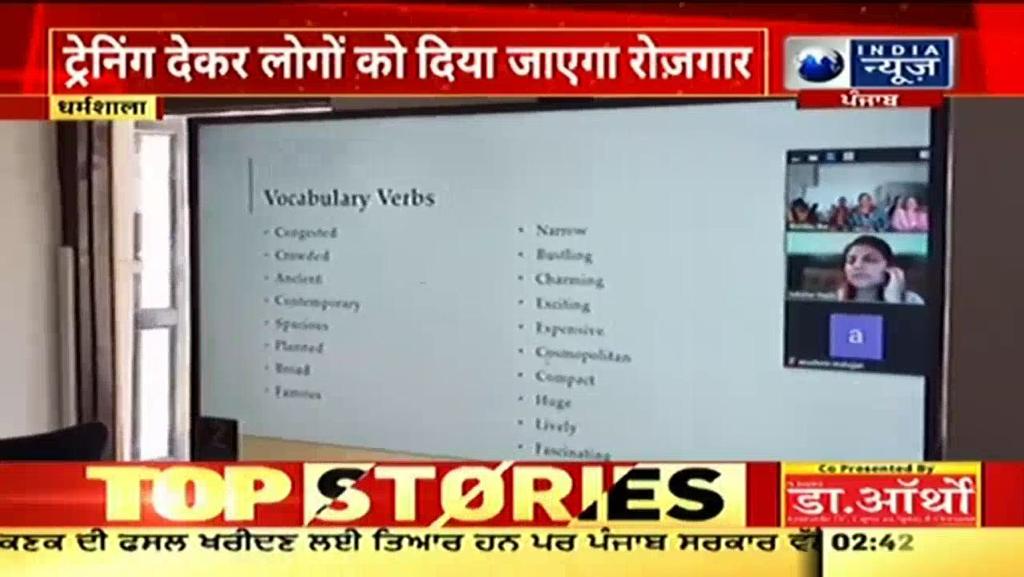 ट्रेनिंग देकर लोगों को दिया जाएगा रोज़गार
INDIA
न्यूज़
ਪੰਜਾਬ
धर्मशाला
Vocabulary Verbs
Congested
Crowded
Ancient
Contemporary
Spacious
Planned
Broad
Famous
Narrow
Bustling
Charming
Exciting
Expensive
Cosmopolitan
Compact
Huge
Lively
Fascinating
a
TOP STORIES
Co Presented By
डा.ऑर्थो
ਕਣਕ ਦੀ ਫਸਲ ਖਰੀਦਣ ਲਈ ਤਿਆਰ ਹਨ ਪਰ ਪੰਜਾਬ ਸਰਕਾਰ
02:42